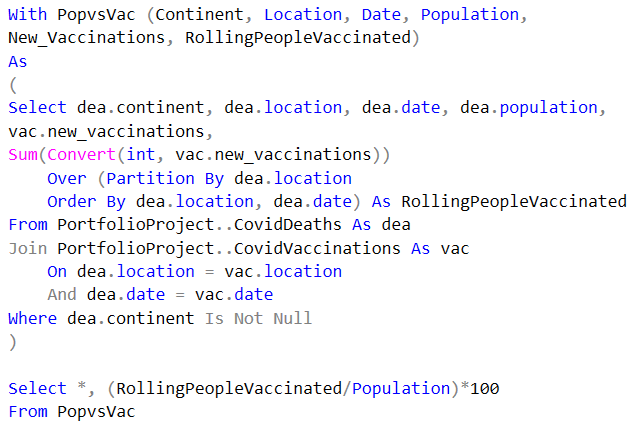 With PopvsVac (Continent, Location, Date, Population,
New_Vaccinations, RollingPeopleVaccinated)
As
(
Select dea.continent, dea.location, dea.date, dea.population,
vac.new_vaccinations,
Sum(Convert(int, vac.new_vaccinations))
    Over (Partition By dea.location
    Order By dea.location, dea.date) As RollingPeopleVaccinated
From PortfolioProject..CovidDeaths As dea
Join PortfolioProject..CovidVaccinations As vac
    On dea.location = vac.location
    And dea.date = vac.date
Where dea.continent Is Not Null
)

Select *, (RollingPeopleVaccinated/Population)*100
From PopvsVac